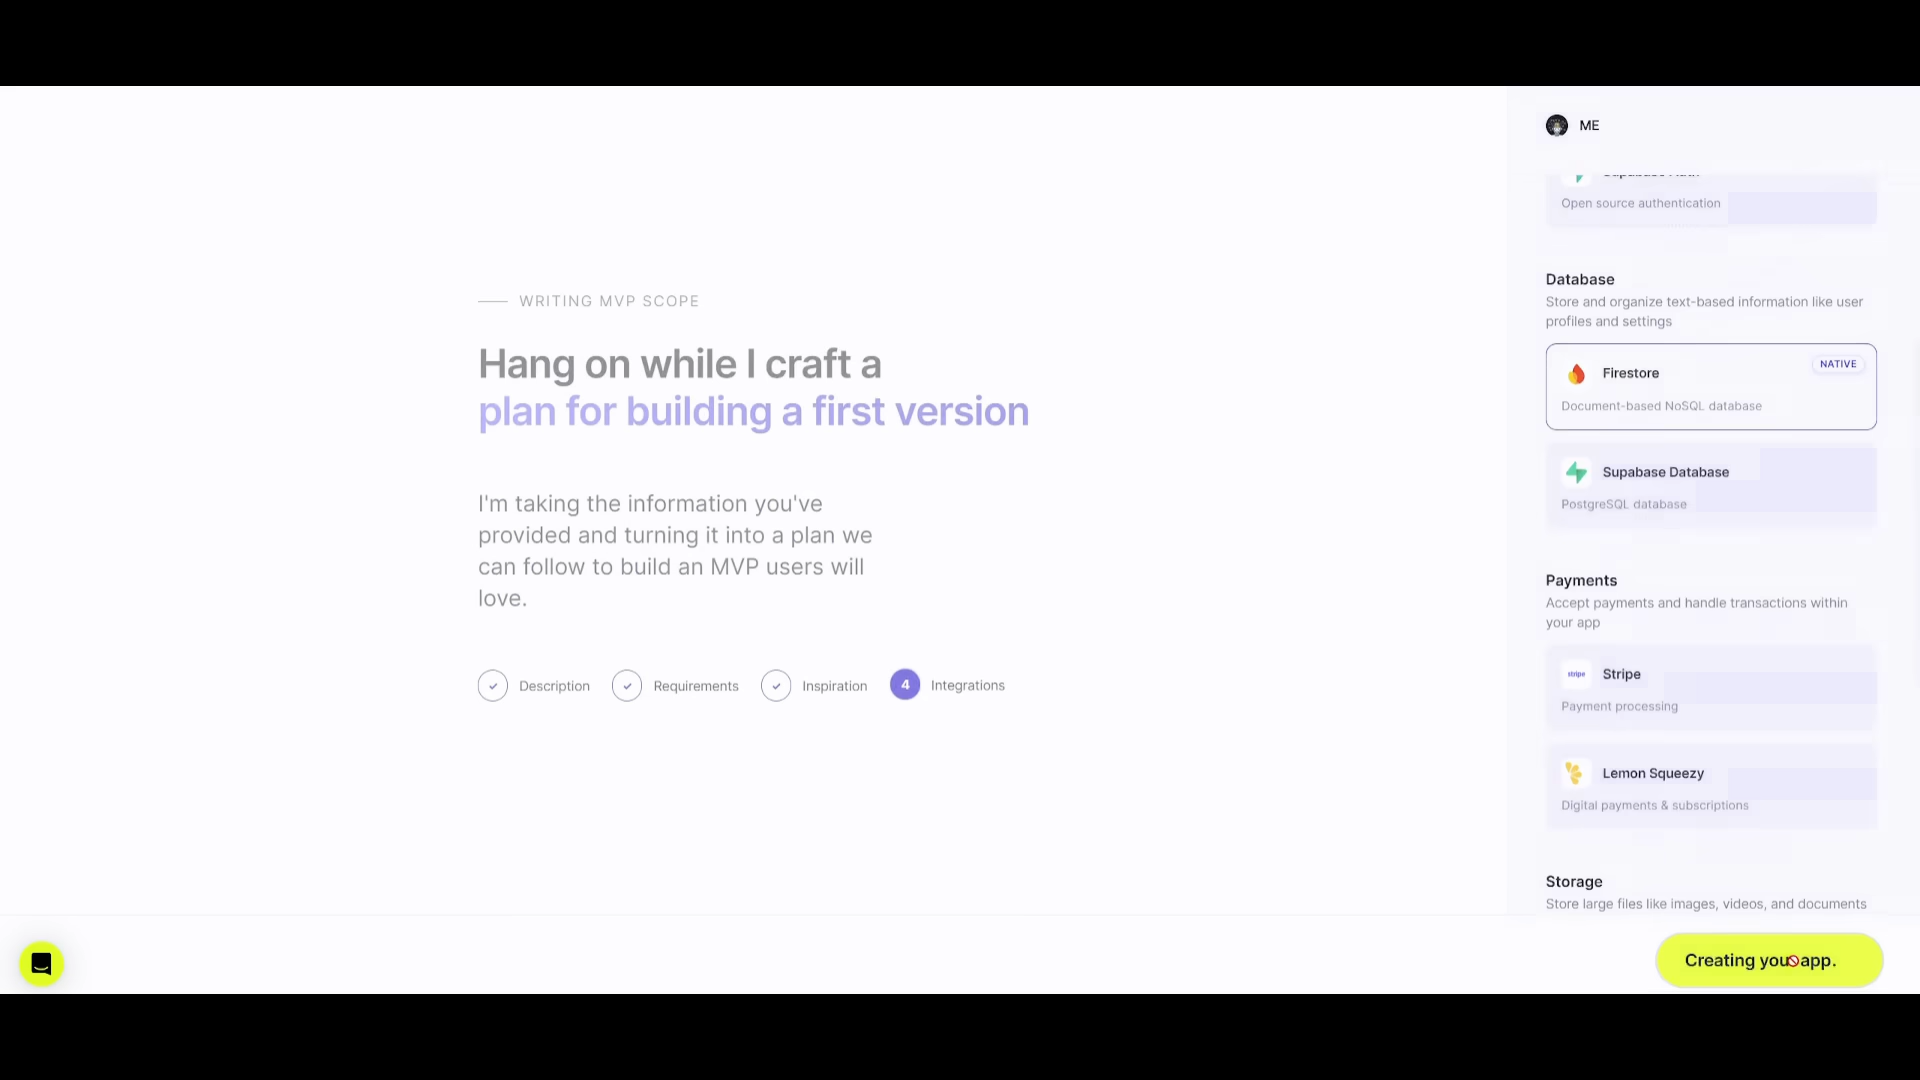 ME
Open source authentication
WRITING MVP SCOPE
Hang on while I craft a
plan for building a first version
I'm taking the information you've
provided and turning it into a plan we
can follow to build an MVP users will
love.
Description
Requirements
Inspiration
4 Integrations
Database
Store and organize text-based information like user
profiles and settings
Firestore
NATIVE
Document-based NoSQL database
Supabase Database
PostgreSQL database
Payments
Accept payments and handle transactions within
your app
stripe Stripe
Payment processing
Lemon Squeezy
Digital payments & subscriptions
Storage
Store large files like images, videos, and documents
Creating your app.